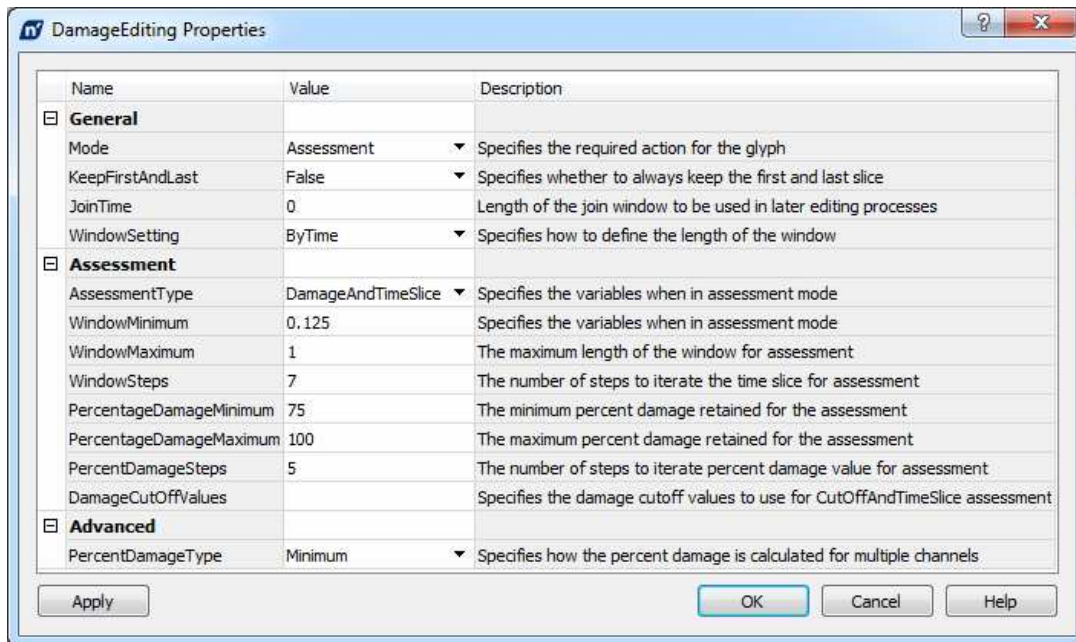 DamageEditing Properties
Name Value Description
General
Mode Assessment Specifies the required action for the glyph
KeepFirstAndLast False Specifies whether to always keep the first and last slice
JoinTime 0 Length of the join window to be used in later editing processes
WindowSetting ByTime Specifies how to define the length of the window
Assessment
AssessmentType DamageAndTimeSlice Specifies the variables when in assessment mode
WindowMinimum 0.125 Specifies the variables when in assessment mode
WindowMaximum 1 The maximum length of the window for assessment
WindowSteps 7 The number of steps to iterate the time slice for assessment
PercentageDamageMinimum 75 The minimum percent damage retained for the assessment
PercentageDamageMaximum 100 The maximum percent damage retained for the assessment
PercentDamageSteps 5 The number of steps to iterate percent damage value for assessment
DamageCutOffValues Specifies the damage cutoff values to use for CutOffAndTimeSlice assessment
Advanced
PercentDamageType Minimum Specifies how the percent damage is calculated for multiple channels
Apply OK Cancel Help